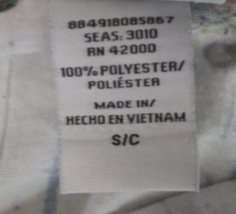 884918085867
SEAS: 3010
RN 42000
100% POLYESTER/
POLIÉSTER
MADE IN/
HECHO EN VIETNAM
S/C